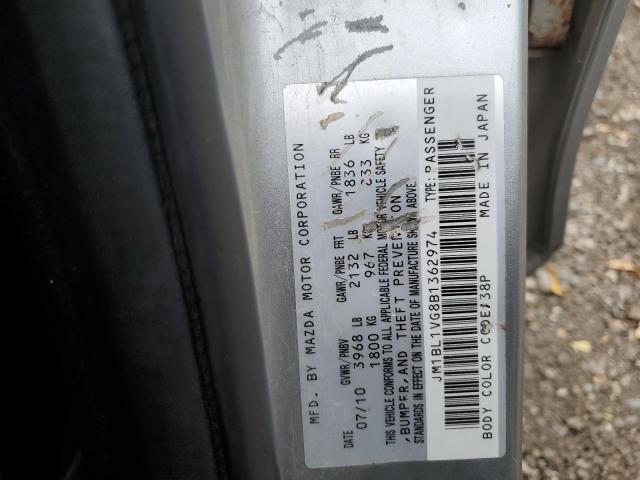 MFD. BY MAZDA MOTOR CORPORATION
GVWR/PNBV GAWR/PNBE FRT GAWR/PNBE RR
DATE 07/10 3968 LB 2132 LB 1836 LB
1800 KG 967 KG 833 KG
THIS VEHICLE CONFORMS TO ALL APPLICABLE FEDERAL MOTOR VEHICLE SAFETY
,BUMPER,AND THEFT PREVENTION
STANDARDS IN EFFECT ON THE DATE OF MANUFACTURE SHOWN ABOVE.
JM1BL1VG8B1362974 TYPE: PASSENGER
BODY COLOR CODE:38P MADE IN JAPAN